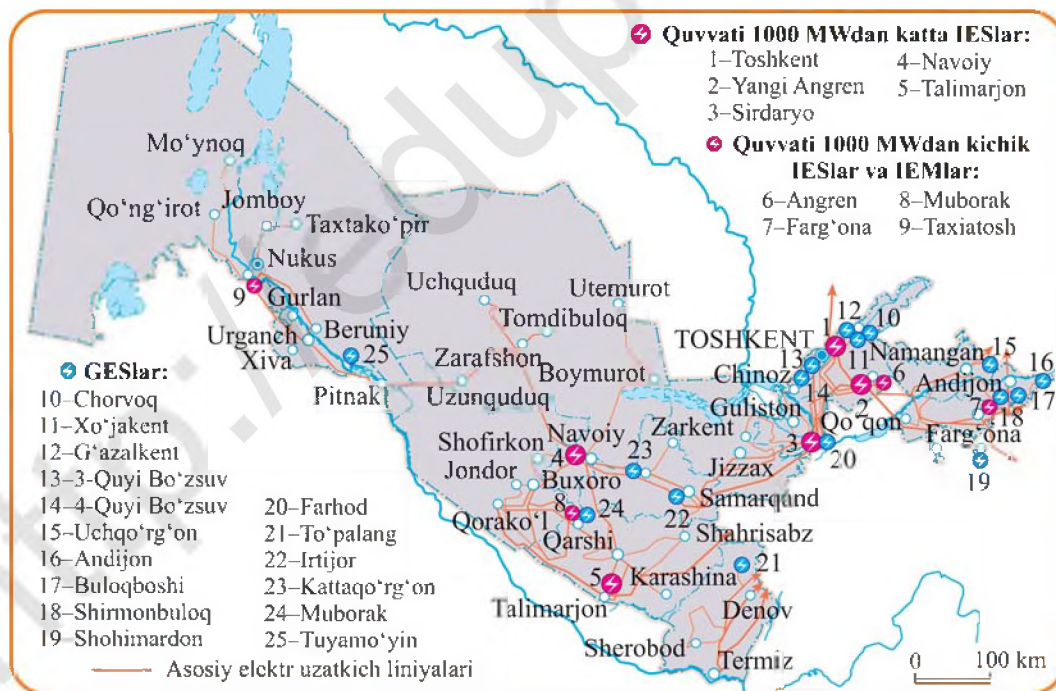 Quvvati 1000 MWdan katta IESlar:
1–Toshkent
2–Yangi Angren
3–Sirdaryo
4–Navoiy
5–Talimarjon
Quvvati 1000 MWdan kichik
IESlar va IEMlar:
6–Angren
7–Farg‘ona
8–Muborak
9–Taxiatosh
Mo‘ynoq
Qo‘ng‘irot
Jomboy
Taxtako‘pir
Nukus
9
Gurlan
Urganch
Beruniy
Xiva
25
Pitnak
Uchquduq
Utemurot
Tomdibuloq
Zarafshon
Boymurot
Uzunquduq
TOSHKENT
1
12
10
11
13
Chinoz
14
Namangan
15
16
6
Andijon
17
2
7
18
Guliston
Qo‘qon
Farg‘ona
3
20
19
Zarkent
Shofirkon
Navoiy
4
23
Jizzax
Jondor
Buxoro
Samarqand
22
8
24
Qorako‘l
Qarshi
Shahrisabz
21
5
Karashina
Talimarjon
Denov
Sherobod
Termiz
GESlar:
10–Chorvoq
11–Xo‘jakent
12–G‘azalkent
13–3-Quyi Bo‘zsuv
14–4-Quyi Bo‘zsuv
15–Uchqo‘rg‘on
16–Andijon
17–Buloqboshi
18–Shirmonbuloq
19–Shohimardon
20–Farhod
21–To‘palang
22–Irtijor
23–Kattaqo‘rg‘on
24–Muborak
25–Tuyamo‘yin
Asosiy elektr uzatkich liniyalari
0 100 km